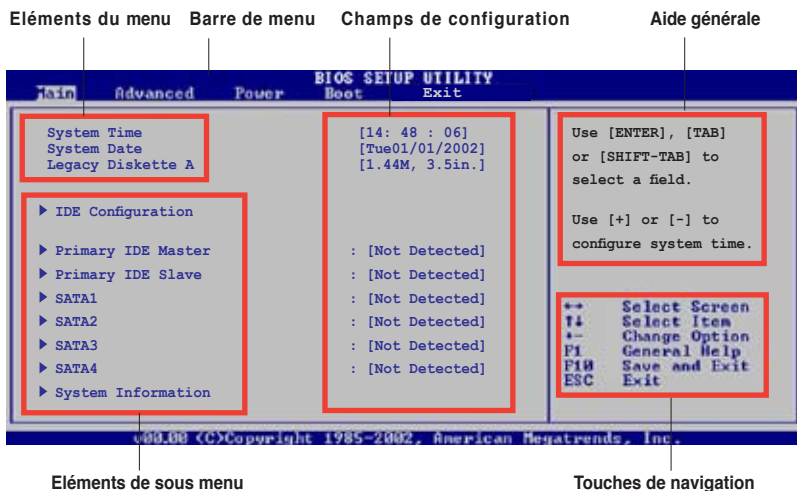 Eléments du menu Barre de menu Champs de configuration Aide générale
BIOS SETUP UTILITY
Main Advanced Power Boot Exit
System Time [14: 48 : 06]
System Date [Tue01/01/2002]
Legacy Diskette A [1.44M, 3.5in.]
IDE Configuration
Primary IDE Master : [Not Detected]
Primary IDE Slave : [Not Detected]
SATA1 : [Not Detected]
SATA2 : [Not Detected]
SATA3 : [Not Detected]
SATA4 : [Not Detected]
System Information
Use [ENTER], [TAB]
or [SHIFT-TAB] to
select a field.
Use [+] or [-] to
configure system time.
↔ Select Screen
↑↓ Select Item
+- Change Option
F1 General Help
F10 Save and Exit
ESC Exit
v00.00 (C)Copyright 1985-2002, American Megatrends, Inc.
Eléments de sous menu Touches de navigation